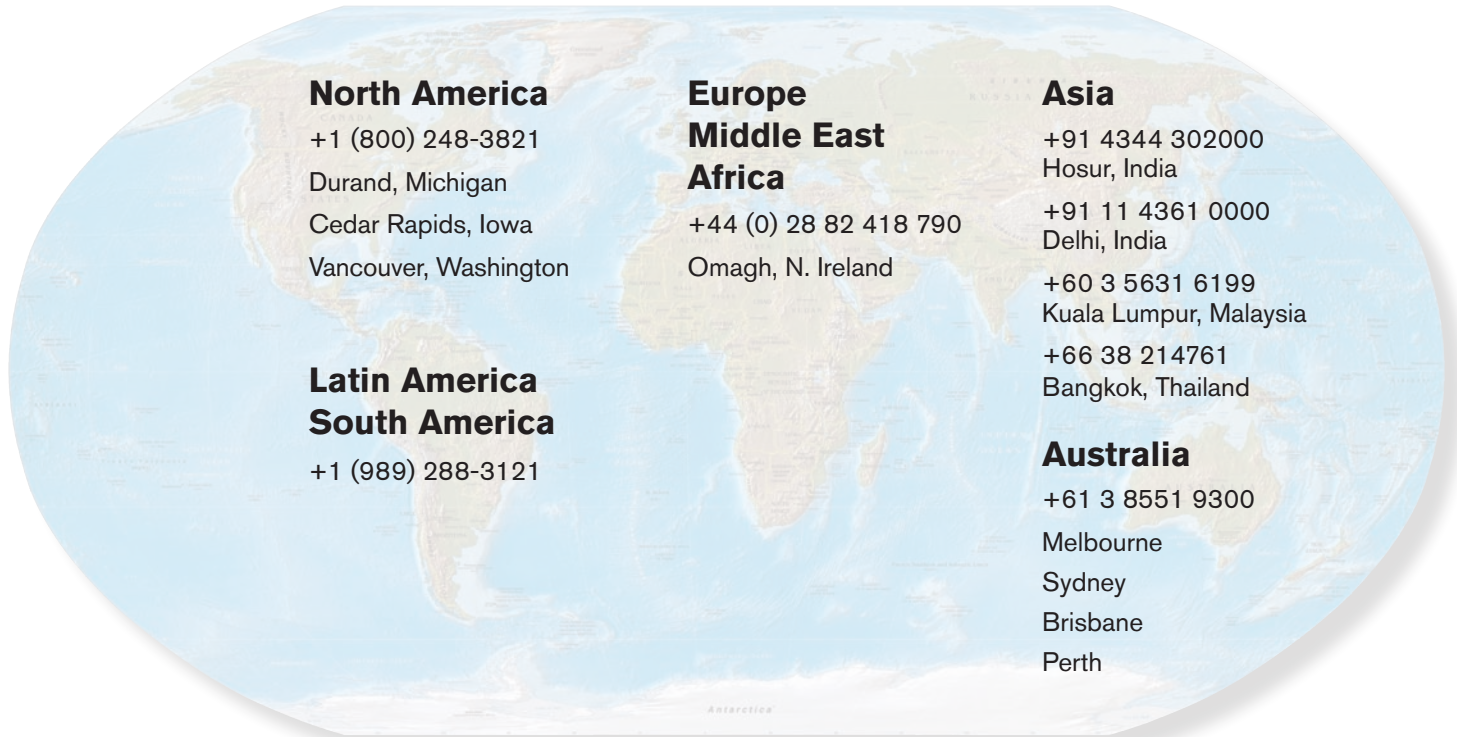 North America
+1 (800) 248-3821
Durand, Michigan
Cedar Rapids, Iowa
Vancouver, Washington
Latin America
South America
+1 (989) 288-3121
Europe
Middle East
Africa
+44 (0) 28 82 418 790
Omagh, N. Ireland
Asia
+91 4344 302000
Hosur, India
+91 11 4361 0000
Delhi, India
+60 3 5631 6199
Kuala Lumpur, Malaysia
+66 38 214761
Bangkok, Thailand
Australia
+61 3 8551 9300
Melbourne
Sydney
Brisbane
Perth
Antarctica